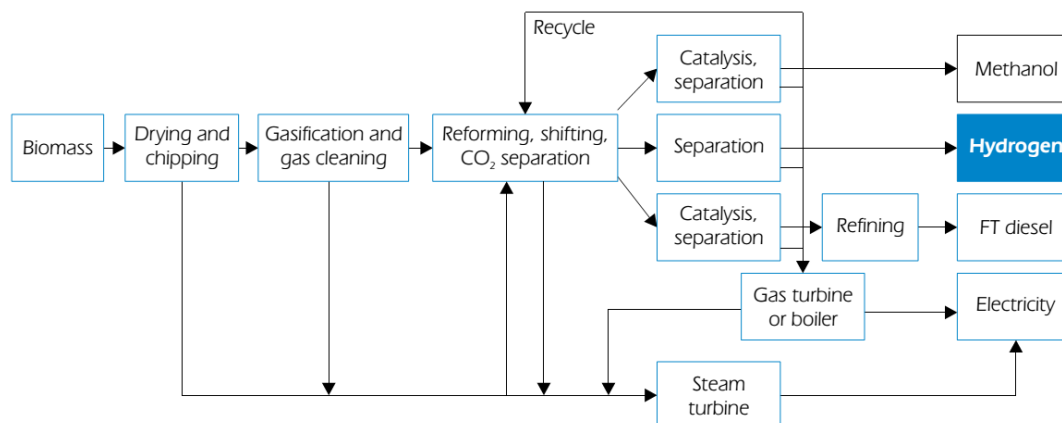 Recycle
Catalysis,
separation
Methanol
Biomass
Drying and
chipping
Gasification and
gas cleaning
Reforming, shifting,
CO₂ separation
Separation
Hydrogen
Catalysis,
separation
Refining
FT diesel
Gas turbine
or boiler
Electricity
Steam
turbine